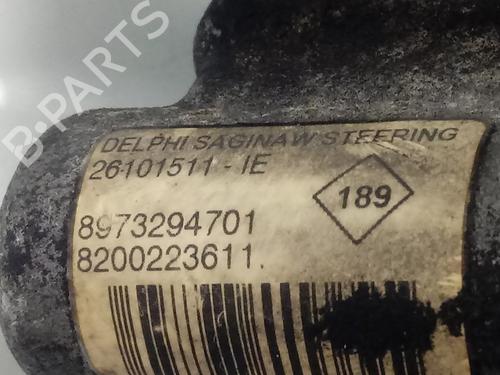 B-PARTS
DELPHI SAGINAW STEERING
26101511 - IE
189
8973294701
8200223611.